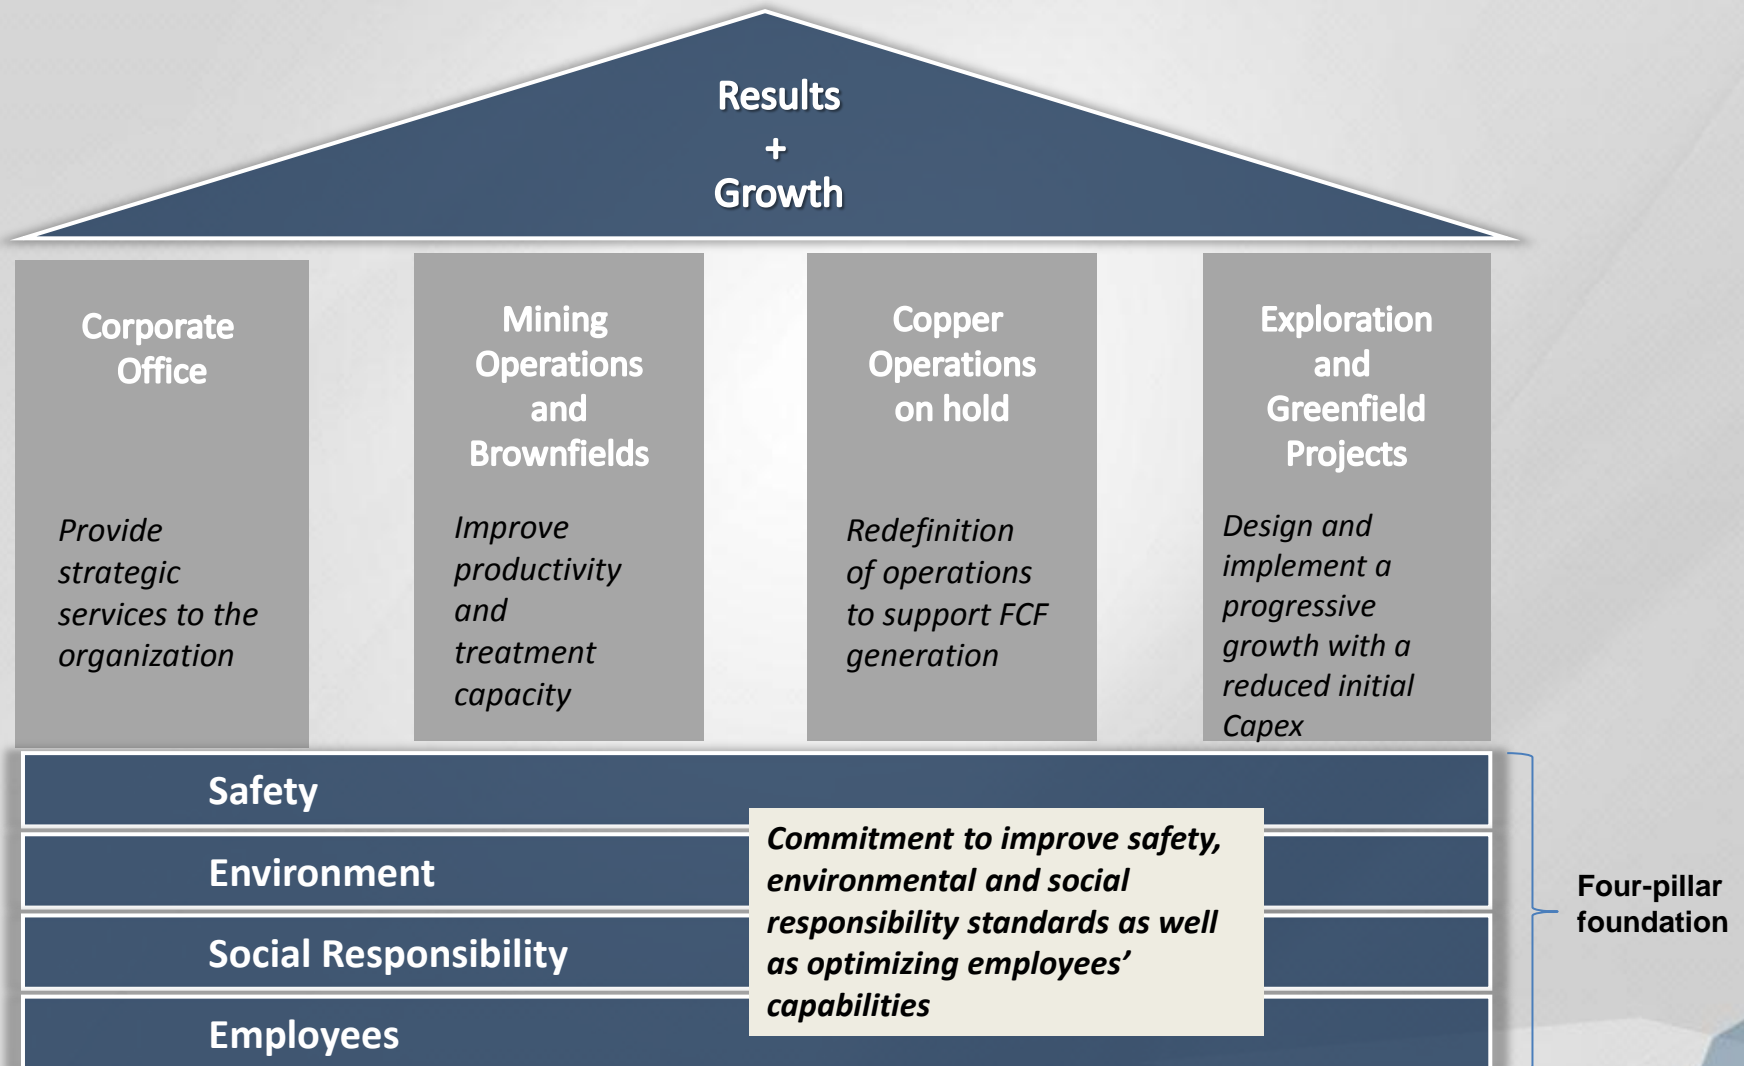 Results
+
Growth
Corporate
Office
Provide
strategic
services to the
organization
Mining
Operations
and
Brownfields
Improve
productivity
and
treatment
capacity
Copper
Operations
on hold
Redefinition
of operations
to support FCF
generation
Exploration
and
Greenfield
Projects
Design and
implement a
progressive
growth with a
reduced initial
Capex
Safety
Environment
Social Responsibility
Employees
Commitment to improve safety,
environmental and social
responsibility standards as well
as optimizing employees’
capabilities
Four-pillar
foundation